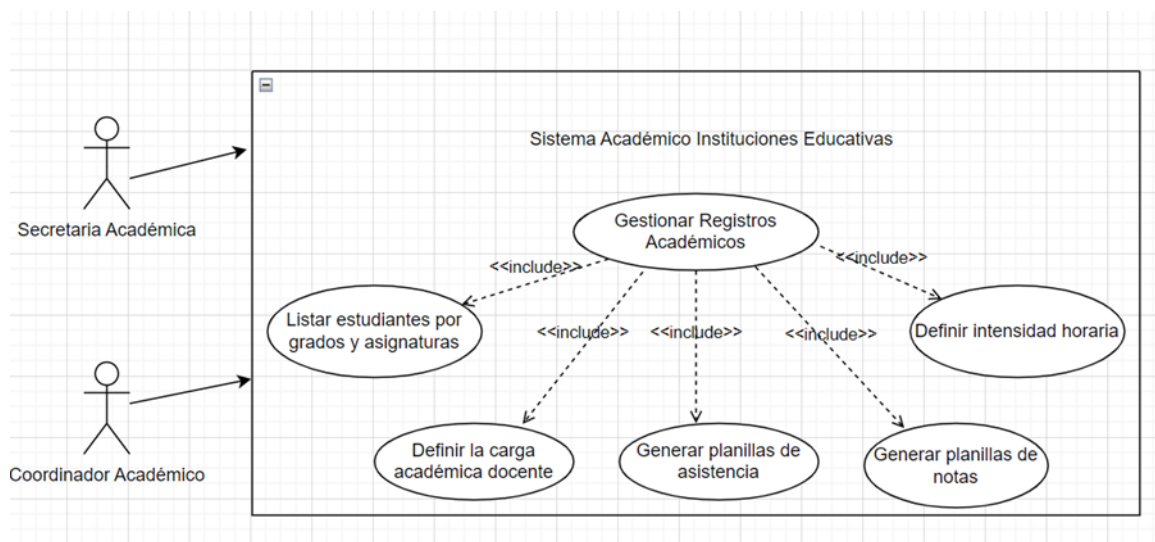 Sistema Académico Instituciones Educativas
Secretaria Académica
Gestionar Registros
Académicos
<<include>>
<<include>>
Listar estudiantes por
grados y asignaturas
<<include>>
<<include>>
<<include>>
Definir intensidad horaria
Coordinador Académico
Definir la carga
académica docente
Generar planillas de
asistencia
Generar planillas de
notas